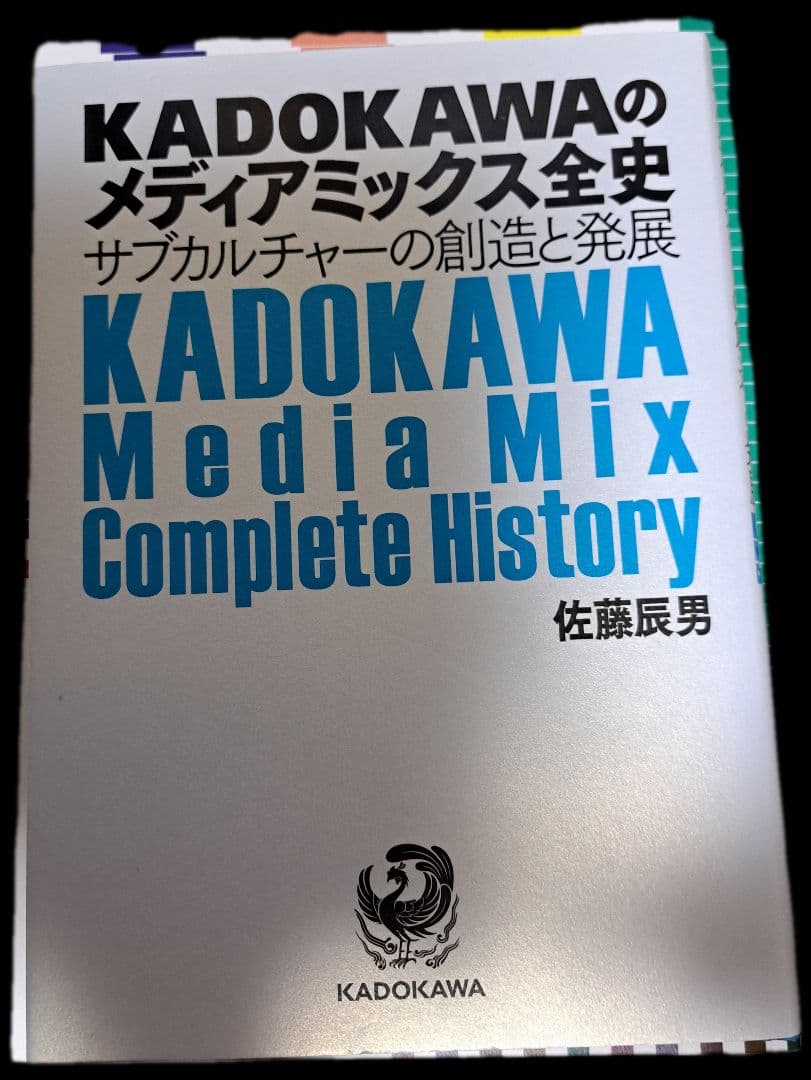 KADOKAWAの
メディアミックス全史
サブカルチャーの創造と発展
KADOKAWA
Media Mix
Complete History
佐藤辰男
KADOKAWA